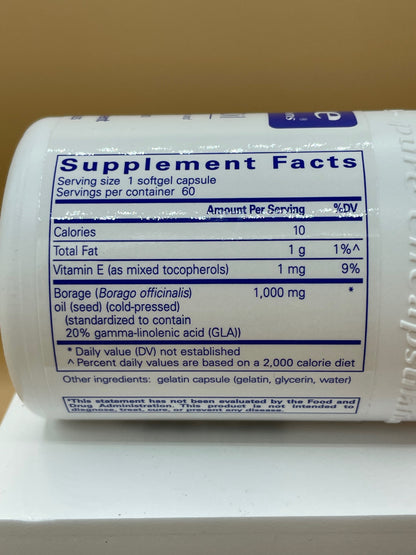 Supplement Facts
Serving size 1 softgel capsule
Servings per container 60
Amount Per Serving %DV
Calories 10
Total Fat 1 g 1%^
Vitamin E (as mixed tocopherols) 1 mg 9%
Borage (Borago officinalis) 1,000 mg *
oil (seed) (cold-pressed)
(standardized to contain
20% gamma-linolenic acid (GLA))
* Daily value (DV) not established
^ Percent daily values are based on a 2,000 calorie diet
Other ingredients: gelatin capsule (gelatin, glycerin, water)
*This statement has not been evaluated by the Food and
Drug Administration. This product is not intended to
diagnose, treat, cure, or prevent any disease.
pure encapsulations